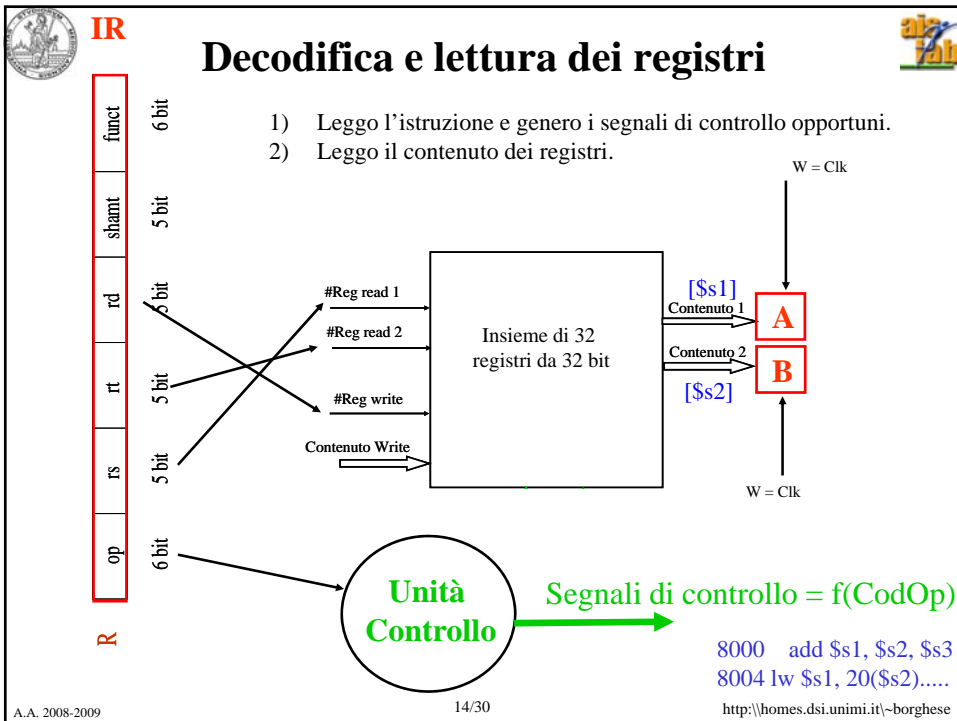 IR
Decodifica e lettura dei registri
1) Leggo l'istruzione e genero i segnali di controllo opportuni.
2) Leggo il contenuto dei registri.
funct 6 bit
shamt 5 bit
rd 5 bit
rt 5 bit
rs 5 bit
op 6 bit
R
W = Clk
#Reg read 1
#Reg read 2
#Reg write
Contenuto Write
Insieme di 32
registri da 32 bit
[$s1]
Contenuto 1
A
Contenuto 2
B
[$s2]
W = Clk
Unità
Controllo
Segnali di controllo = f(CodOp)
8000 add $s1, $s2, $s3
8004 lw $s1, 20($s2).....
A.A. 2008-2009
14/30
http:\\homes.dsi.unimi.it\~borghese